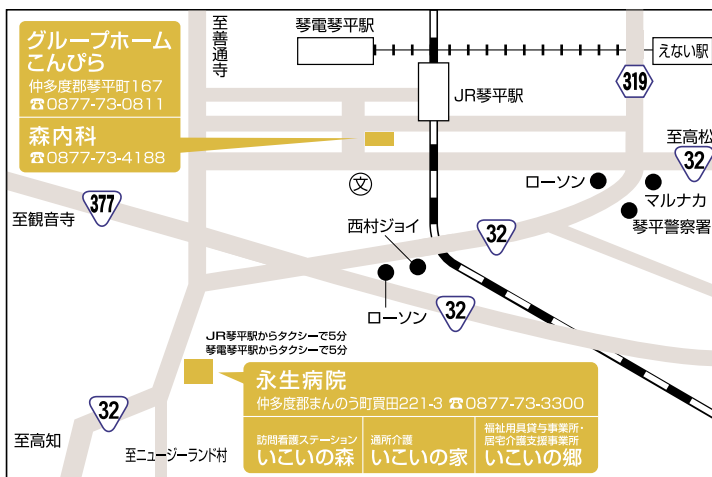 グループホーム
こんぴら
仲多度郡琴平町167
☎0877-73-0811
森内科
☎0877-73-4188
至善通寺
琴電琴平駅
えない駅
JR琴平駅
319
至高松
32
377
至観音寺
文
ローソン
マルナカ
琴平警察署
西村ジョイ
32
ローソン
32
JR琴平駅からタクシーで5分
琴電琴平駅からタクシーで5分
永生病院
仲多度郡まんのう町買田221-3 ☎0877-73-3300
訪問看護ステーション
いこいの森
通所介護
いこいの家
福祉用具貸与事業所・
居宅介護支援事業所
いこいの郷
32
至高知
至ニュージーランド村